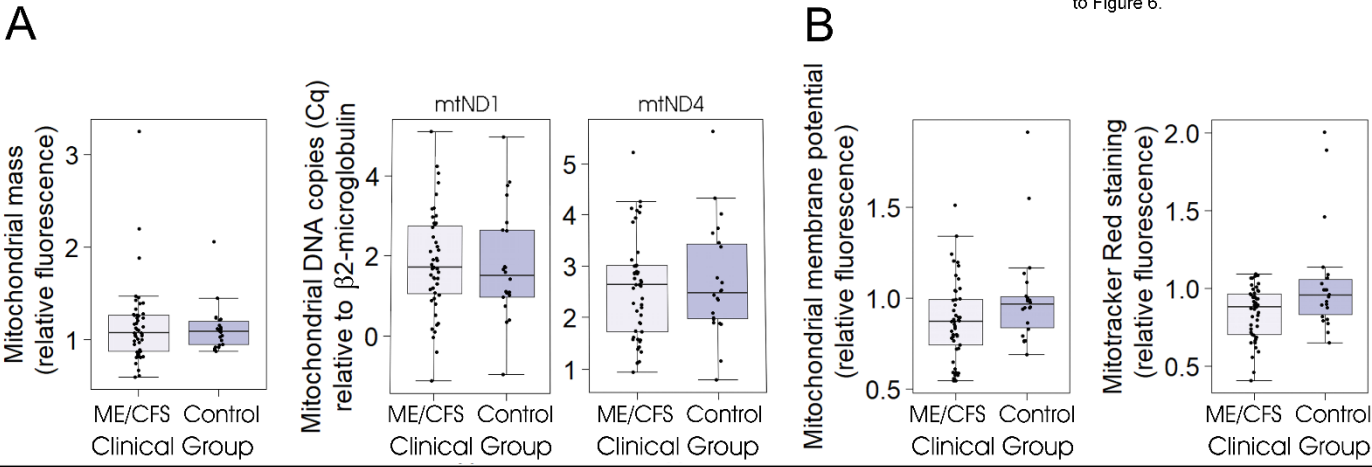 to Figure 6.
A
B
Mitochondrial mass
(relative fluorescence)
3
2
1
ME/CFS Control
Clinical Group
Mitochondrial DNA copies (Cq)
relative to β2-microglobulin
mtND1
4
2
0
ME/CFS Control
Clinical Group
mtND4
5
4
3
2
1
ME/CFS Control
Clinical Group
Mitochondrial membrane potential
(relative fluorescence)
1.5
1.0
0.5
ME/CFS Control
Clinical Group
Mitotracker Red staining
(relative fluorescence)
2.0
1.5
1.0
0.5
ME/CFS Control
Clinical Group